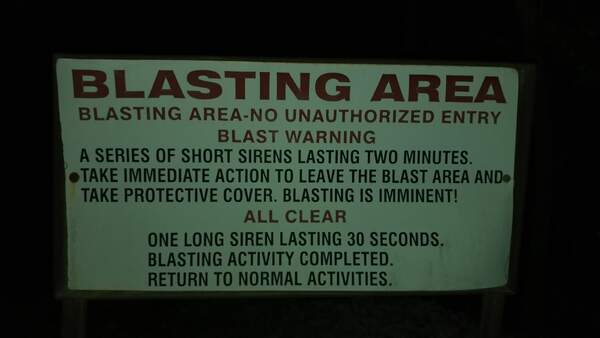 BLASTING AREA
BLASTING AREA-NO UNAUTHORIZED ENTRY
BLAST WARNING
A SERIES OF SHORT SIRENS LASTING TWO MINUTES.
TAKE IMMEDIATE ACTION TO LEAVE THE BLAST AREA AND
TAKE PROTECTIVE COVER. BLASTING IS IMMINENT!
ALL CLEAR
ONE LONG SIREN LASTING 30 SECONDS.
BLASTING ACTIVITY COMPLETED.
RETURN TO NORMAL ACTIVITIES.